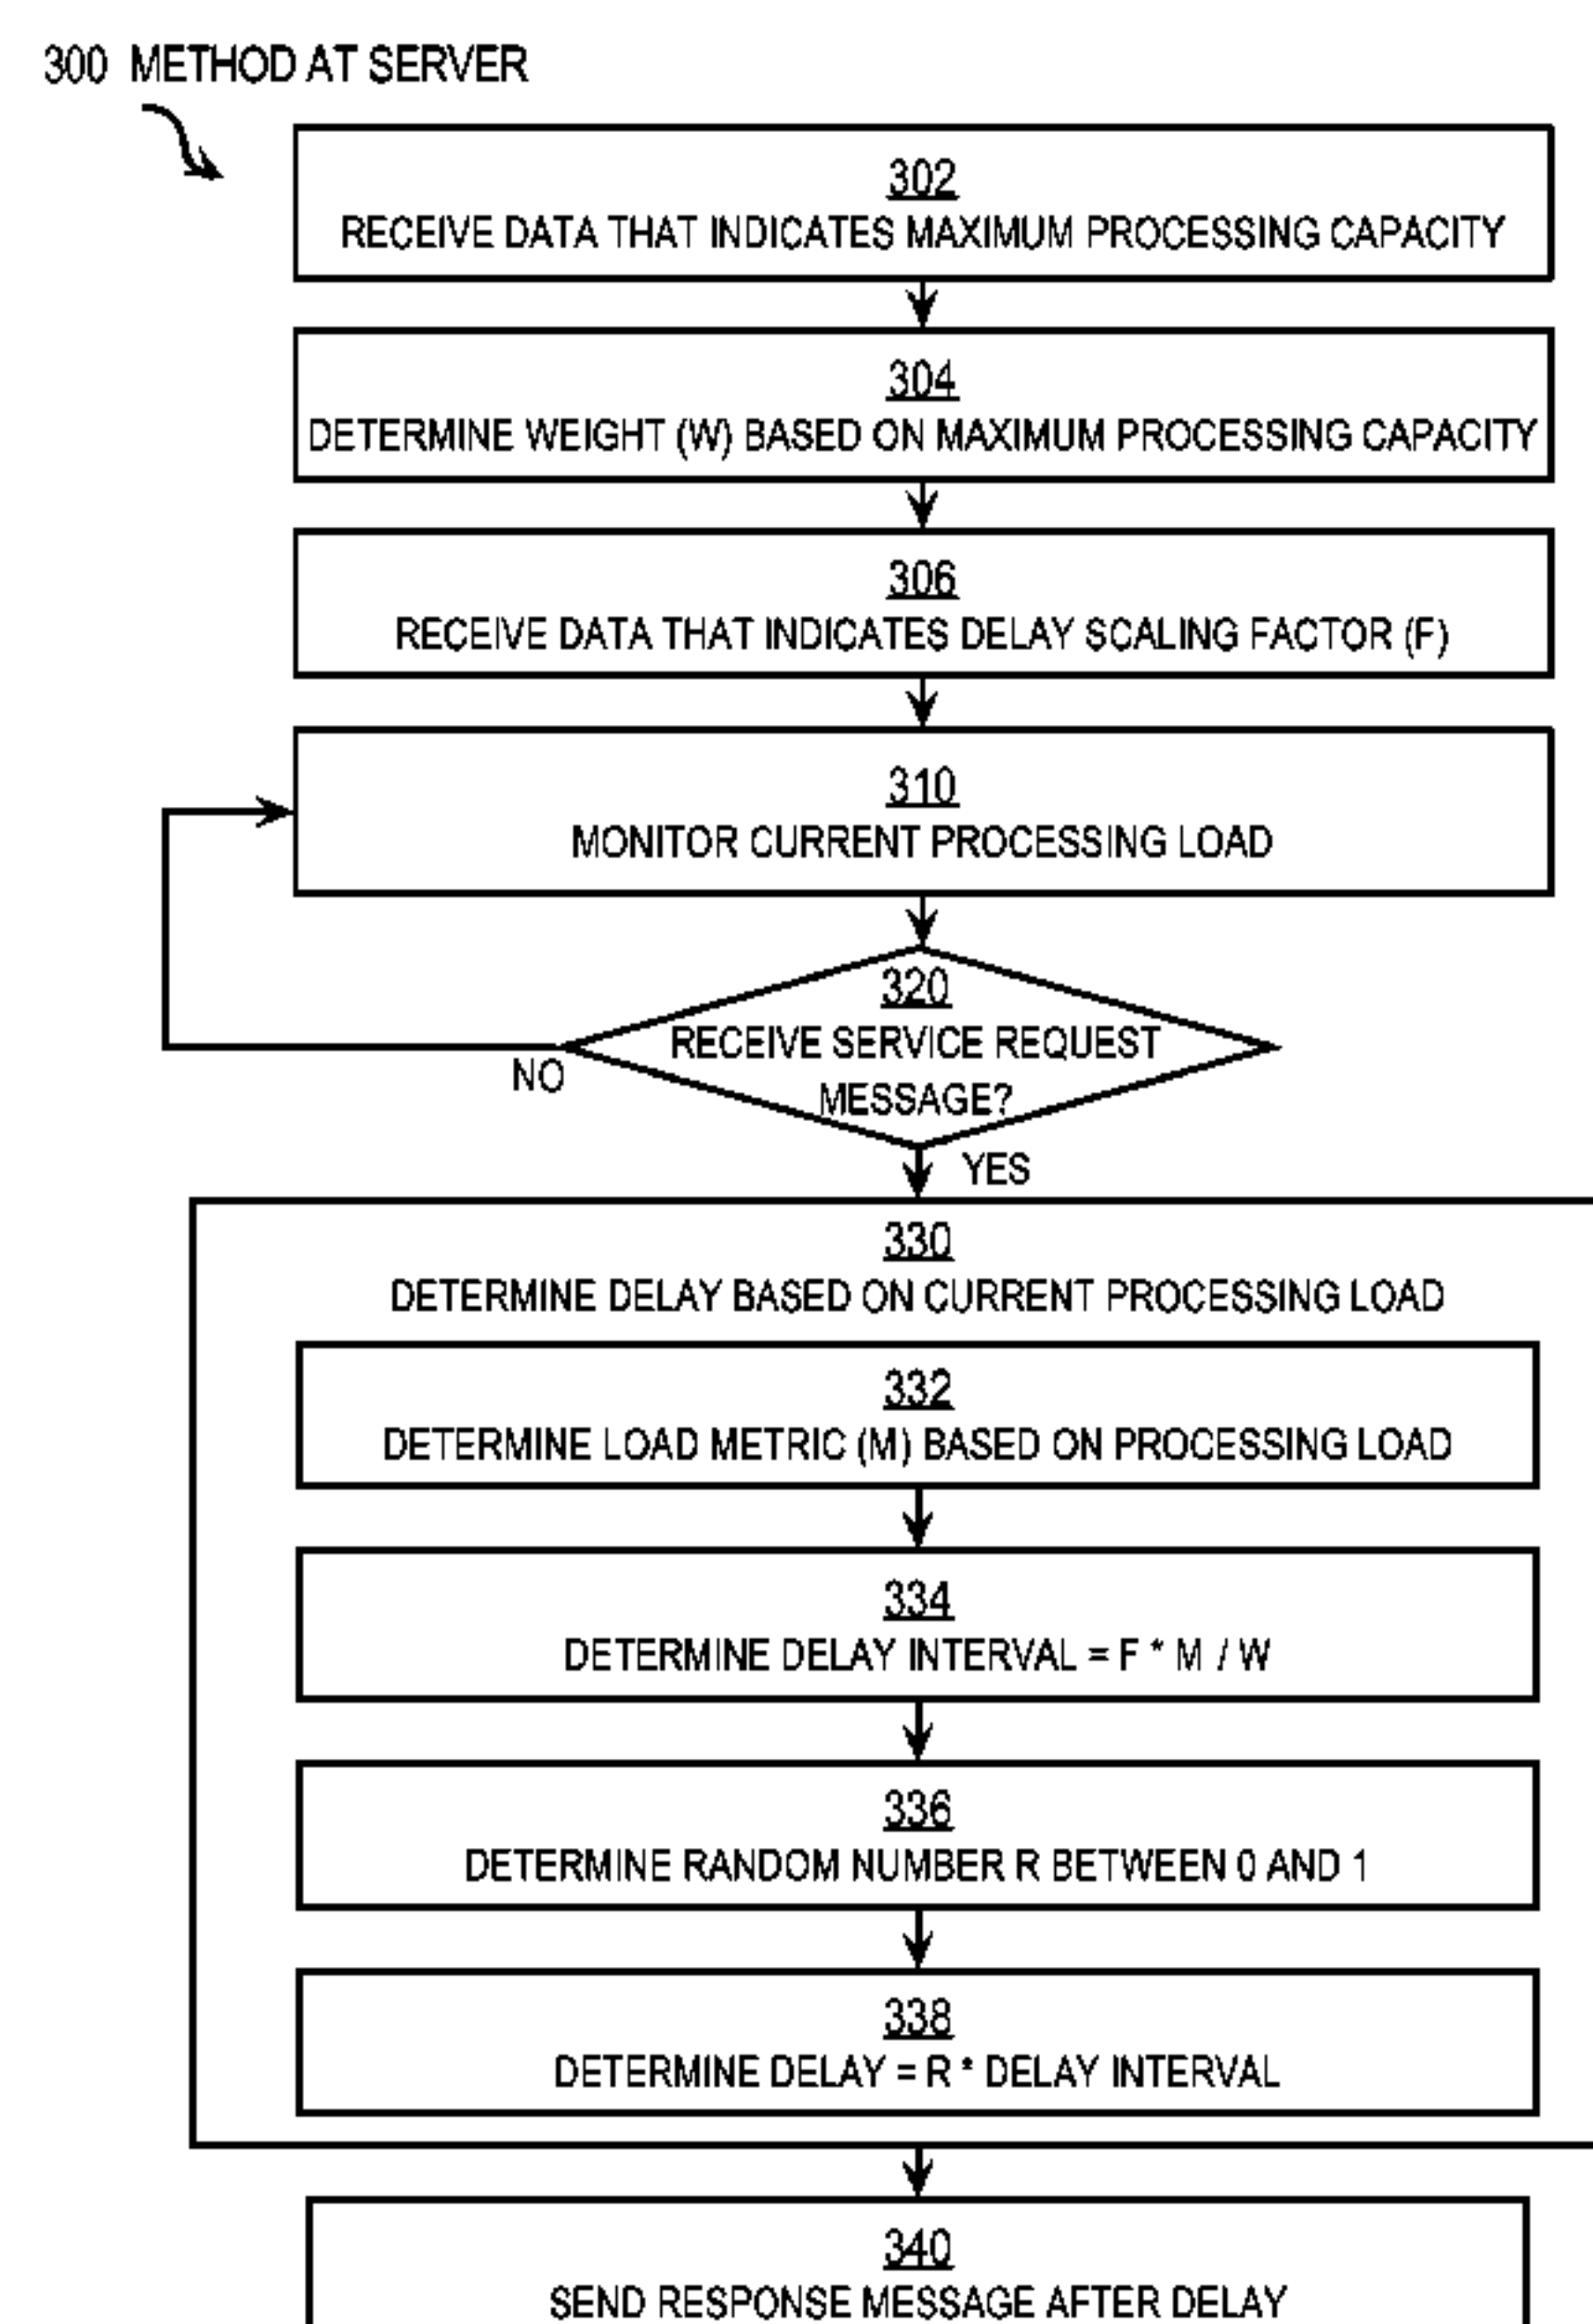 300 METHOD AT SERVER
302
RECEIVE DATA THAT INDICATES MAXIMUM PROCESSING CAPACITY
304
DETERMINE WEIGHT (W) BASED ON MAXIMUM PROCESSING CAPACITY
306
RECEIVE DATA THAT INDICATES DELAY SCALING FACTOR (F)
310
MONITOR CURRENT PROCESSING LOAD
320
RECEIVE SERVICE REQUEST
MESSAGE?
NO
YES
330
DETERMINE DELAY BASED ON CURRENT PROCESSING LOAD
332
DETERMINE LOAD METRIC (M) BASED ON PROCESSING LOAD
334
DETERMINE DELAY INTERVAL = F * M / W
336
DETERMINE RANDOM NUMBER R BETWEEN 0 AND 1
338
DETERMINE DELAY = R * DELAY INTERVAL
340
SEND RESPONSE MESSAGE AFTER DELAY